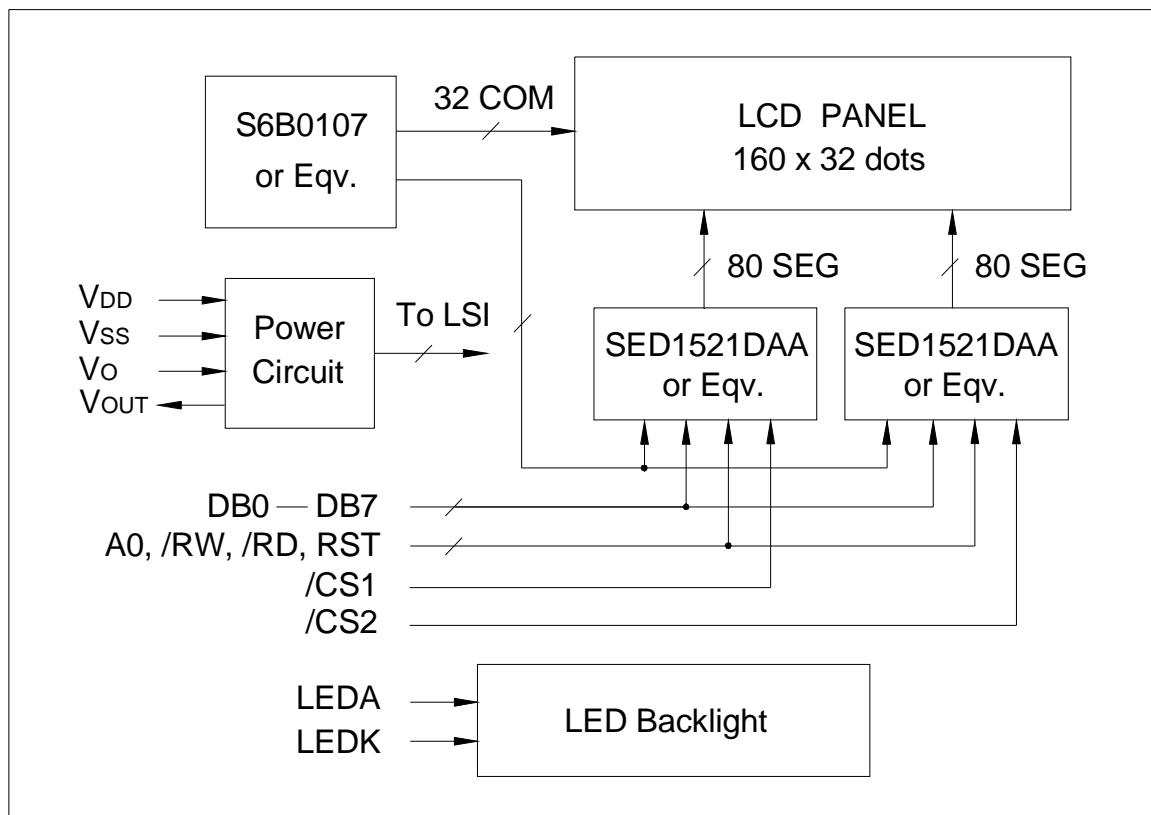 S6B0107
or Eqv.
32 COM
LCD PANEL
160 x 32 dots
80 SEG
80 SEG
VDD
VSS
VO
VOUT
Power
Circuit
To LSI
SED1521DAA
or Eqv.
SED1521DAA
or Eqv.
DB0 — DB7
A0, /RW, /RD, RST
/CS1
/CS2
LEDA
LEDK
LED Backlight